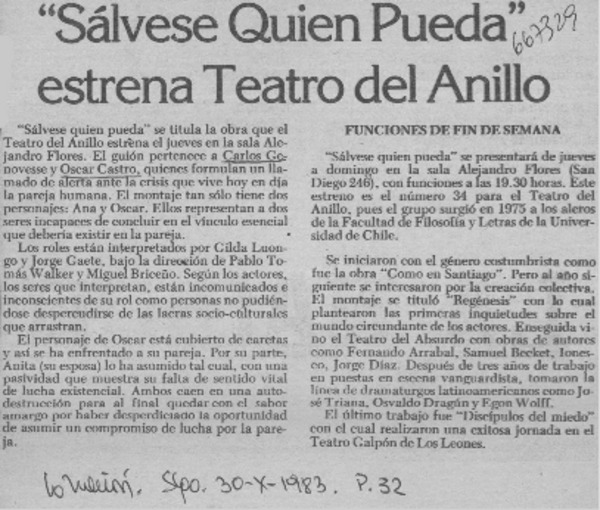 “Sálvese Quien Pueda”
667329
estrena Teatro del Anillo
“Sálvese quien pueda” se titula la obra que el
Teatro del Anillo estrena el jueves en la sala Ale-
jandro Flores. El guión pertenece a Carlos Ge-
novesse y Oscar Castro, quienes formulan un lla-
mado de alerta ante la crisis que vive hoy en día
la pareja humana. El montaje tan sólo tiene dos
personajes: Ana y Oscar. Ellos representan a dos
seres incapaces de concluir en el vínculo esencial
que debería existir en la pareja.
Los roles están interpretados por Gilda Luon-
go y Jorge Gaete, bajo la dirección de Pablo To-
más Walker y Miguel Briceño. Según los actores,
los seres que interpretan, están incomunicados e
inconscientes de su rol como personas no pudién-
dose despercudirse de las lacras socio-culturales
que arrastran.
El personaje de Oscar está cubierto de caretas
y así se ha enfrentado a su pareja. Por su parte,
Anita (su esposa) lo ha asumido tal cual, con una
pasividad que muestra su falta de sentido vital
de lucha existencial. Ambos caen en una auto-
destrucción para al final quedar con el sabor
amargo por haber desperdiciado la oportunidad
de asumir un compromiso de lucha por la pare-
ja.
FUNCIONES DE FIN DE SEMANA
“Sálvese quien pueda” se presentará de jueves
a domingo en la sala Alejandro Flores (San
Diego 246), con funciones a las 19.30 horas. Este
estreno es el número 34 para el Teatro del
Anillo, pues el grupo surgió en 1975 a los aleros
de la Facultad de Filosofía y Letras de la Univer-
sidad de Chile.
Se iniciaron con el género costumbrista como
fue la obra “Como en Santiago”. Pero al año si-
guiente se interesaron por la creación colectiva.
El montaje se tituló “Regénesis” con lo cual
plantearon las primeras inquietudes sobre el
mundo circundante de los actores. Enseguida vi-
no el Teatro del Absurdo con obras de autores
como Fernando Arrabal, Samuel Becket, Iones-
co, Jorge Díaz. Después de tres años de trabajo
en puestas en escena vanguardista, tomaron la
línea de dramaturgos latinoamericanos como Jo-
sé Triana, Osvaldo Dragún y Egon Wolff.
El último trabajo fue “Discípulos del miedo”
con el cual realizaron una exitosa jornada en el
Teatro Galpón de Los Leones.
La Nación. Stgo. 30-X-1983. P. 32